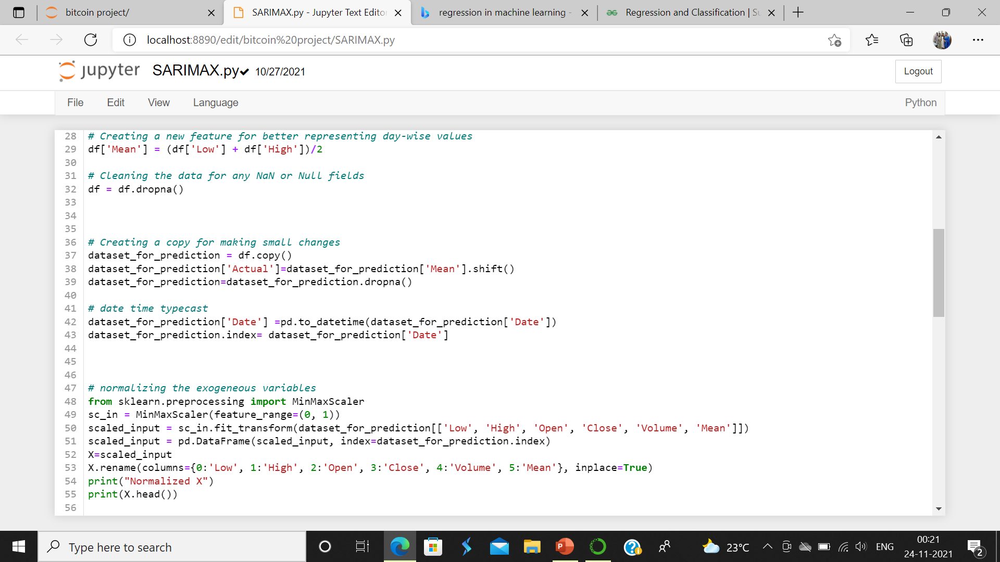 bitcoin project/
SARIMAX.py - Jupyter Text Editor
regression in machine learning -
Regression and Classification | Su
localhost:8890/edit/bitcoin%20project/SARIMAX.py
jupyter SARIMAX.py 10/27/2021
Logout
File Edit View Language
Python
28 # Creating a new feature for better representing day-wise values
29 df['Mean'] = (df['Low'] + df['High'])/2
30
31 # Cleaning the data for any NaN or Null fields
32 df = df.dropna()
33
34
35
36 # Creating a copy for making small changes
37 dataset_for_prediction = df.copy()
38 dataset_for_prediction['Actual']=dataset_for_prediction['Mean'].shift()
39 dataset_for_prediction=dataset_for_prediction.dropna()
40
41 # date time typecast
42 dataset_for_prediction['Date'] =pd.to_datetime(dataset_for_prediction['Date'])
43 dataset_for_prediction.index= dataset_for_prediction['Date']
44
45
46
47 # normalizing the exogeneous variables
48 from sklearn.preprocessing import MinMaxScaler
49 sc_in = MinMaxScaler(feature_range=(0, 1))
50 scaled_input = sc_in.fit_transform(dataset_for_prediction[['Low', 'High', 'Open', 'Close', 'Volume', 'Mean']])
51 scaled_input = pd.DataFrame(scaled_input, index=dataset_for_prediction.index)
52 X=scaled_input
53 X.rename(columns={0:'Low', 1:'High', 2:'Open', 3:'Close', 4:'Volume', 5:'Mean'}, inplace=True)
54 print("Normalized X")
55 print(X.head())
56
Type here to search
23°C
ENG
00:21
24-11-2021
2